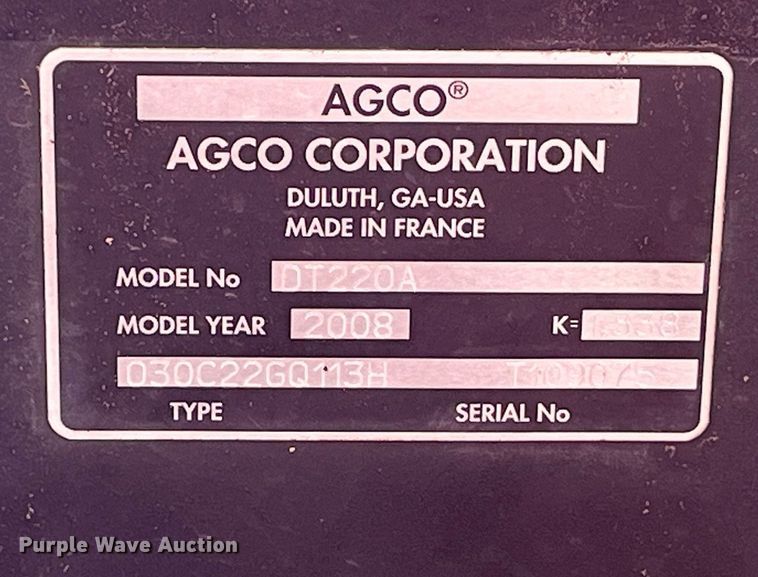 AGCO®
AGCO CORPORATION
DULUTH, GA-USA
MADE IN FRANCE
MODEL No DT220A
MODEL YEAR 2008 K=
030C22GQ113H
TYPE SERIAL No
Purple Wave Auction